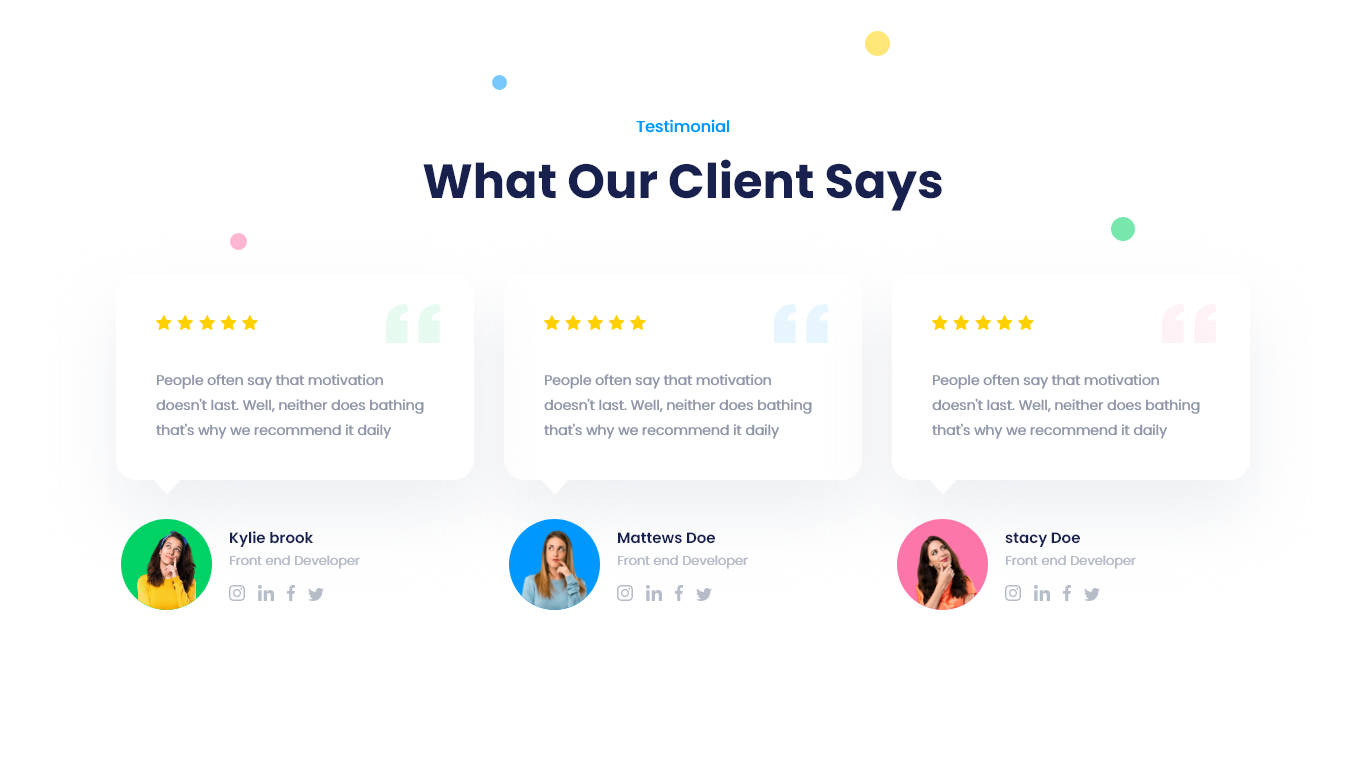 Testimonial
What Our Client Says
People often say that motivation
doesn't last. Well, neither does bathing
that's why we recommend it daily
People often say that motivation
doesn't last. Well, neither does bathing
that's why we recommend it daily
People often say that motivation
doesn't last. Well, neither does bathing
that's why we recommend it daily
Kylie brook
Front end Developer
Mattews Doe
Front end Developer
stacy Doe
Front end Developer